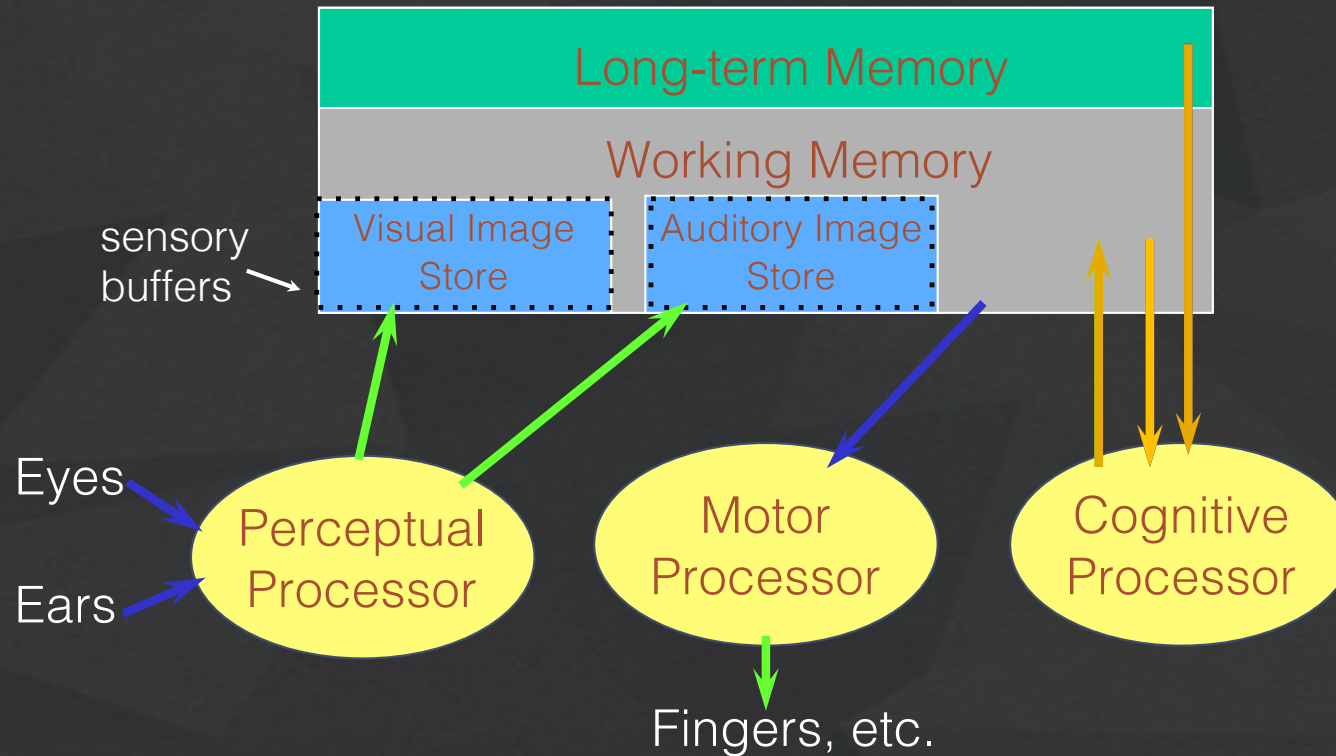 Long-term Memory
Working Memory
Visual Image
Store
Auditory Image
Store
sensory
buffers
Eyes
Ears
Perceptual
Processor
Motor
Processor
Cognitive
Processor
Fingers, etc.